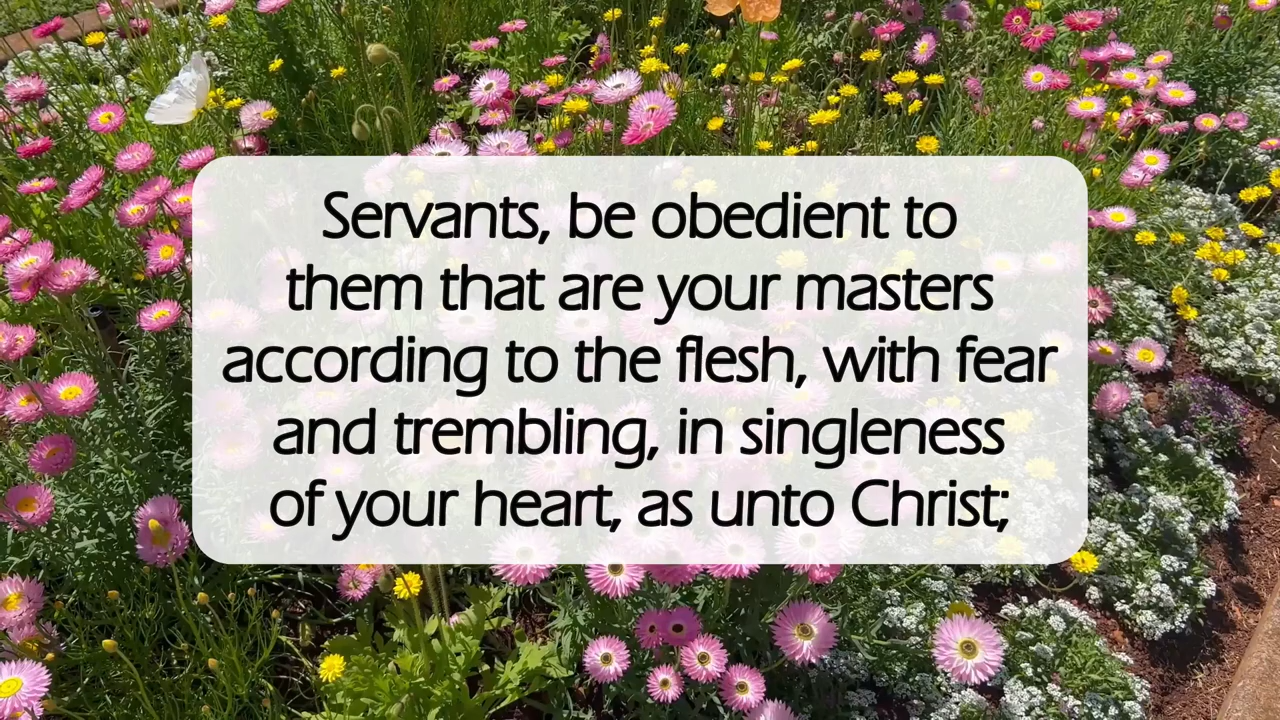 Servants, be obedient to
them that are your masters
according to the flesh, with fear
and trembling, in singleness
of your heart, as unto Christ;